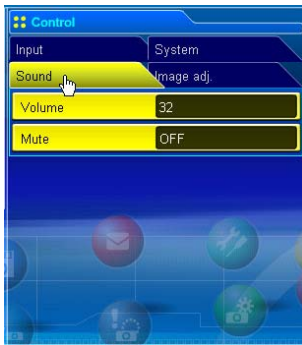 Control
Input System
Sound Image adj.
Volume 32
Mute OFF